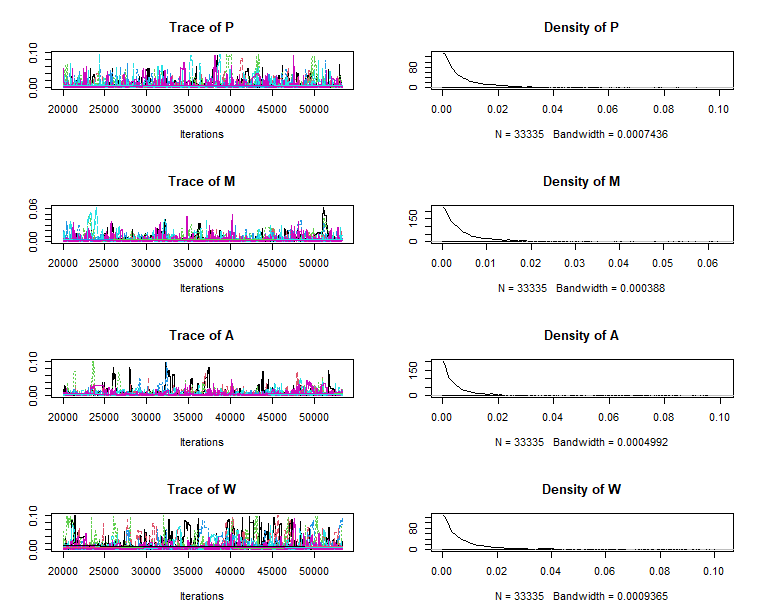 Trace of P
0.00 0.10
20000 25000 30000 35000 40000 45000 50000
Iterations
Density of P
0 80
0.00 0.02 0.04 0.06 0.08 0.10
N = 33335 Bandwidth = 0.0007436
Trace of M
0.00 0.06
20000 25000 30000 35000 40000 45000 50000
Iterations
Density of M
0 150
0.00 0.01 0.02 0.03 0.04 0.05 0.06
N = 33335 Bandwidth = 0.000388
Trace of A
0.00 0.10
20000 25000 30000 35000 40000 45000 50000
Iterations
Density of A
0 150
0.00 0.02 0.04 0.06 0.08 0.10
N = 33335 Bandwidth = 0.0004992
Trace of W
0.00 0.10
20000 25000 30000 35000 40000 45000 50000
Iterations
Density of W
0 80
0.00 0.02 0.04 0.06 0.08 0.10
N = 33335 Bandwidth = 0.0009365